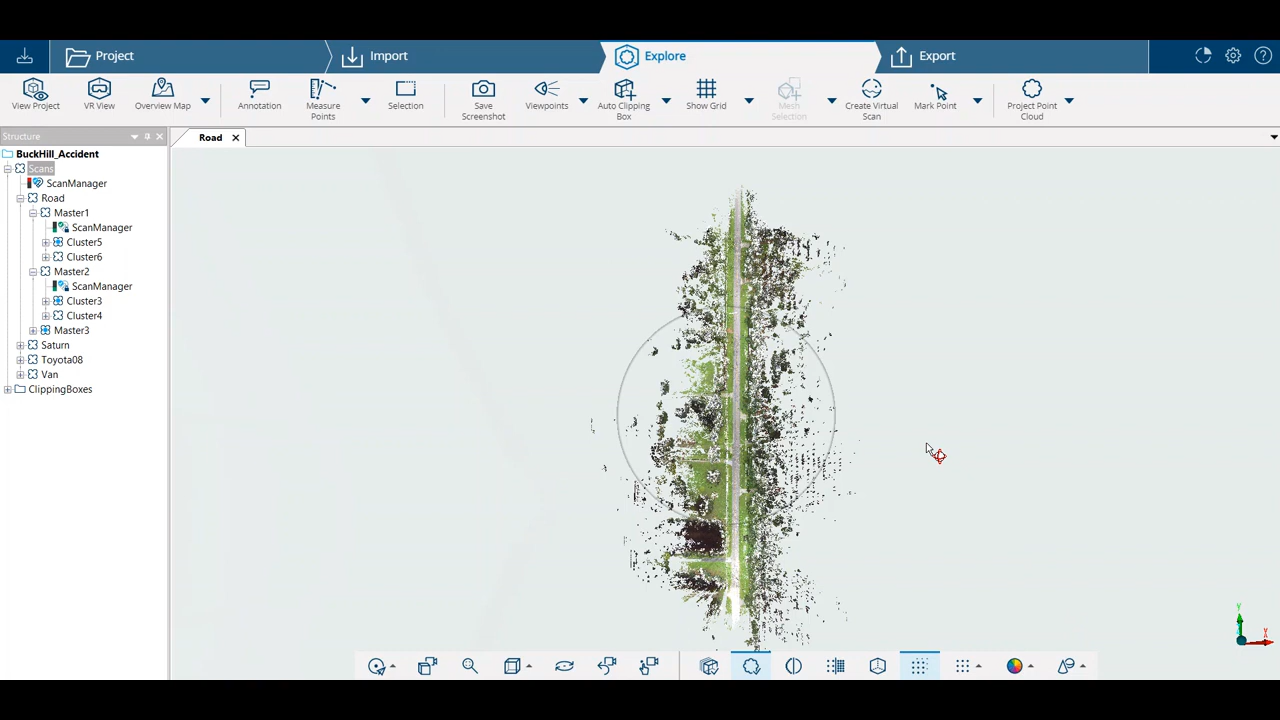 Project
Import
Explore
Export
View Project
VR View
Overview Map
Annotation
Measure Points
Selection
Save Screenshot
Viewpoints
Auto Clipping Box
Show Grid
Mesh Selection
Create Virtual Scan
Mark Point
Project Point Cloud
Structure
Road
BuckHill_Accident
Scans
ScanManager
Road
Master1
ScanManager
Cluster5
Cluster6
Master2
ScanManager
Cluster3
Cluster4
Master3
Saturn
Toyota08
Van
ClippingBoxes
Y
X